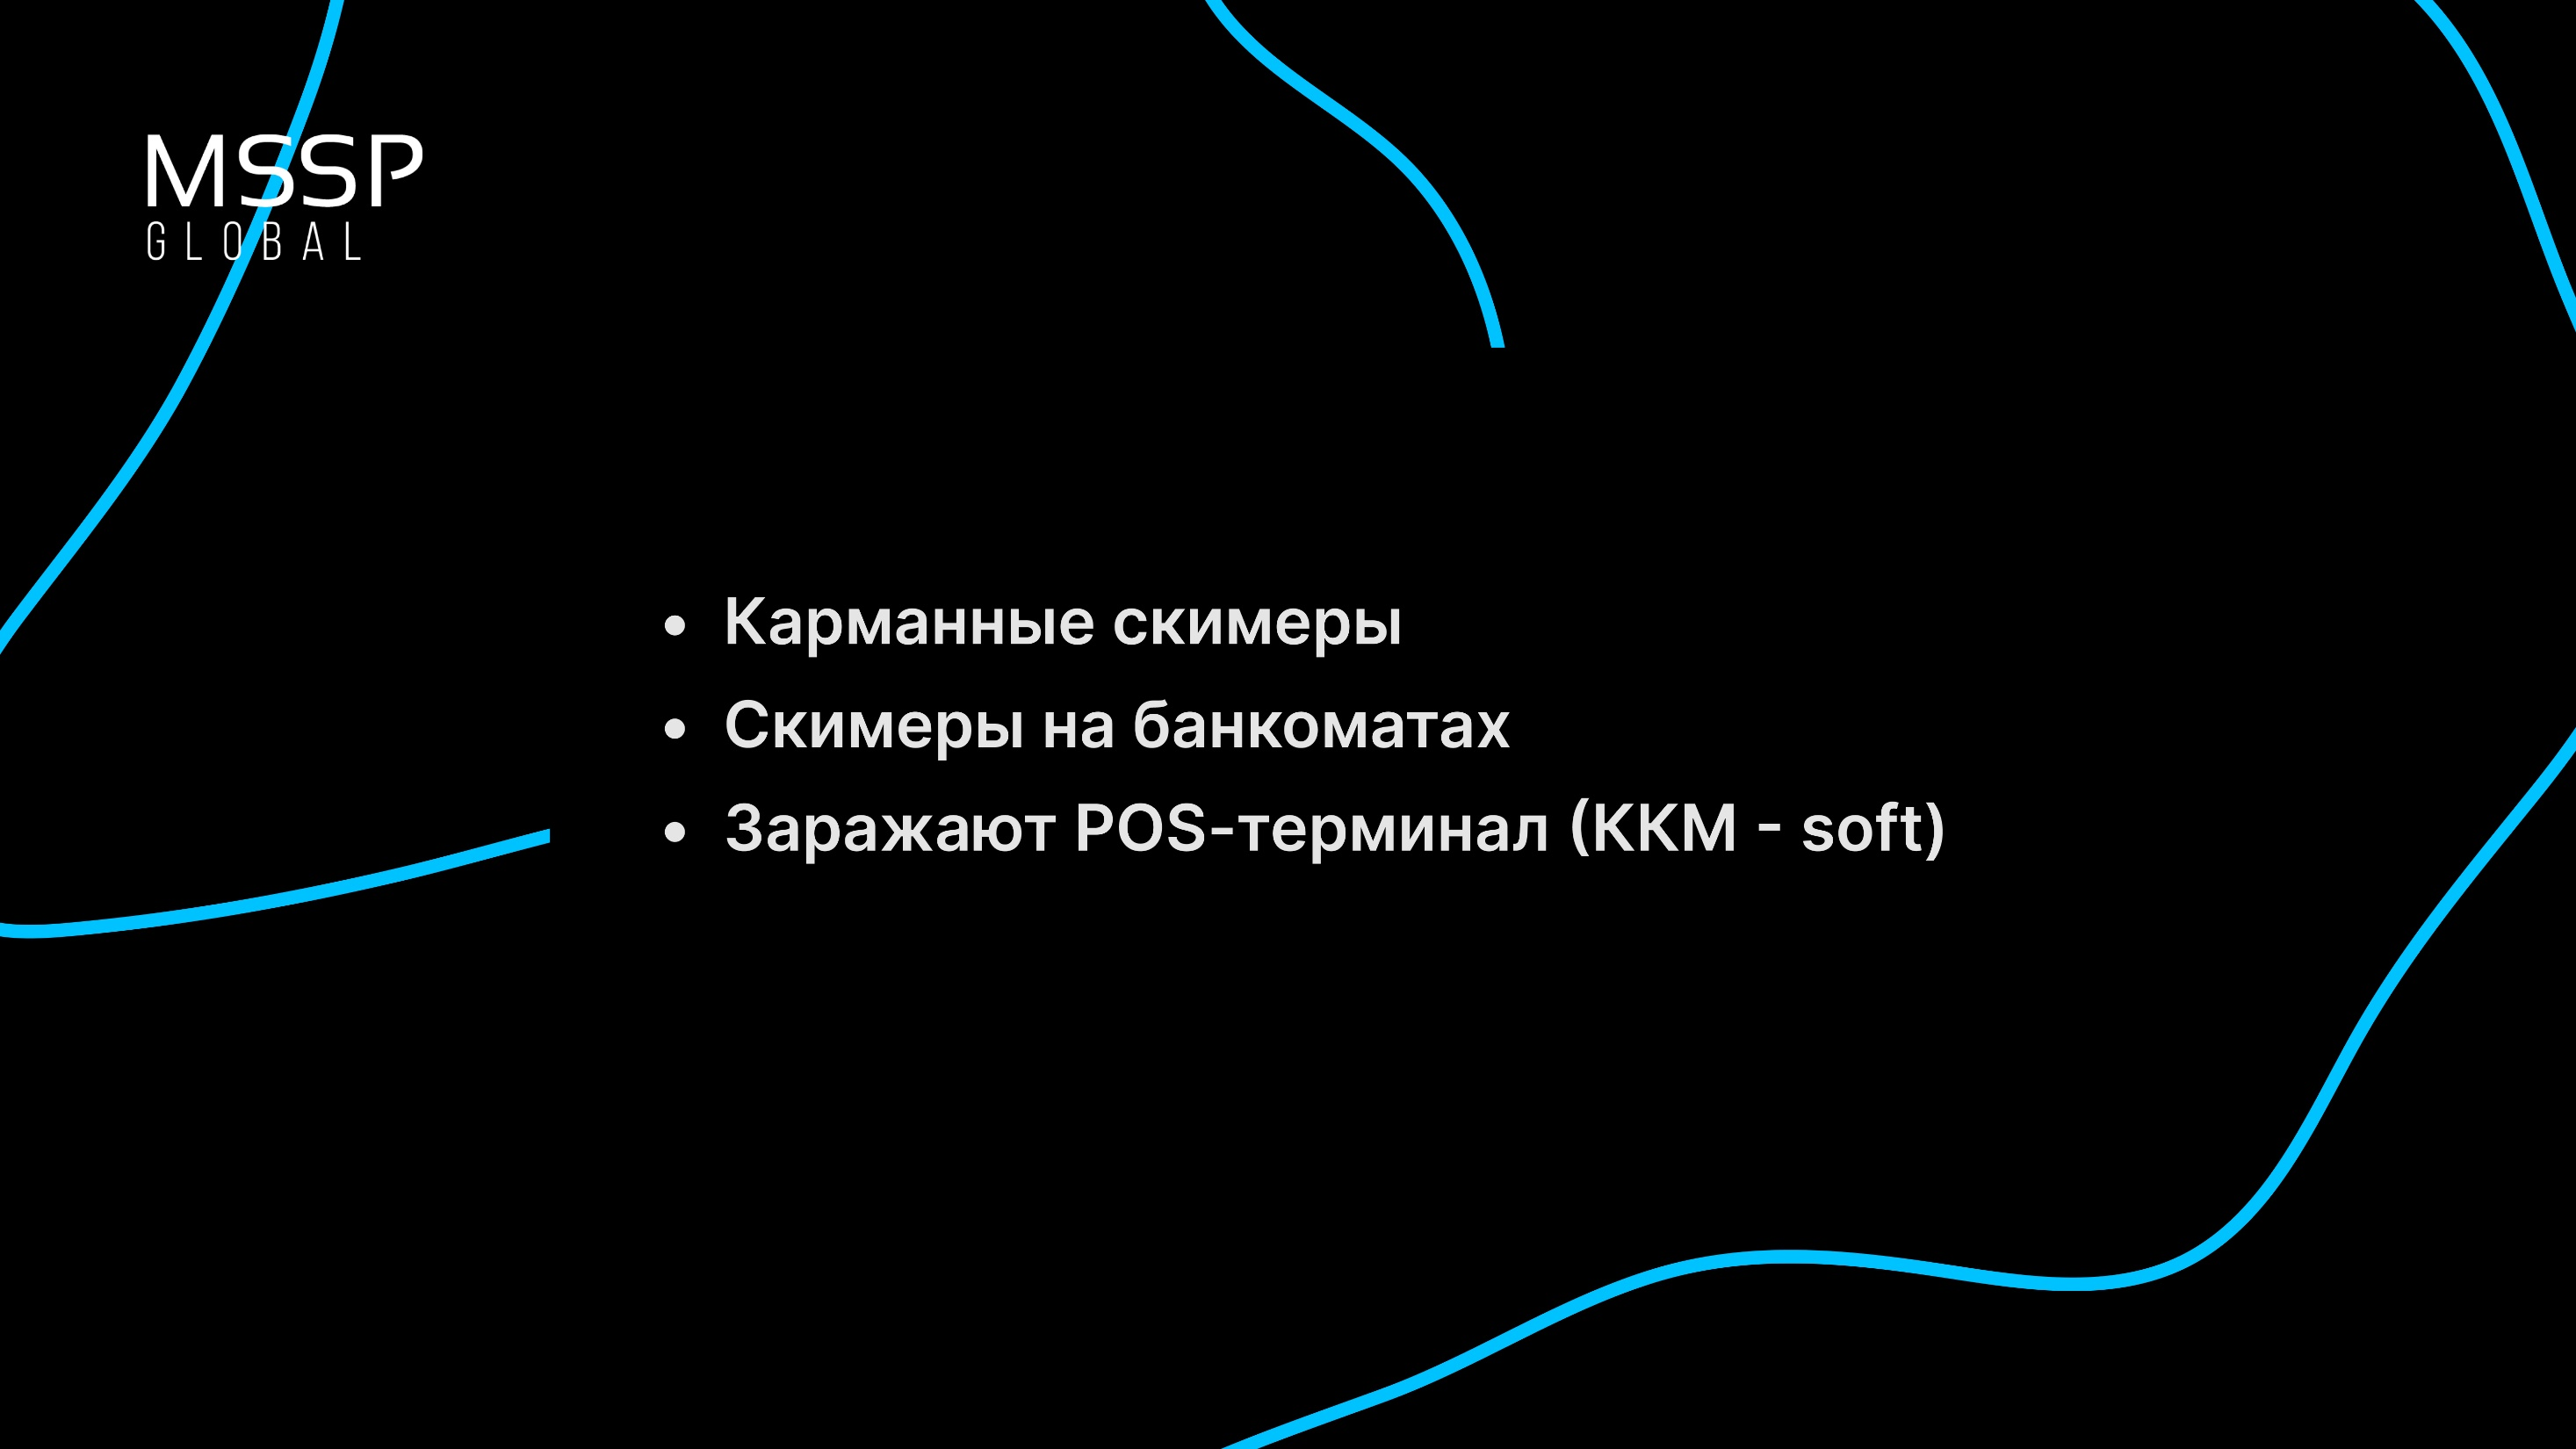 MSSP
GLOBAL
• Карманные скимеры
• Скимеры на банкоматах
• Заражают POS-терминал (ККМ - soft)